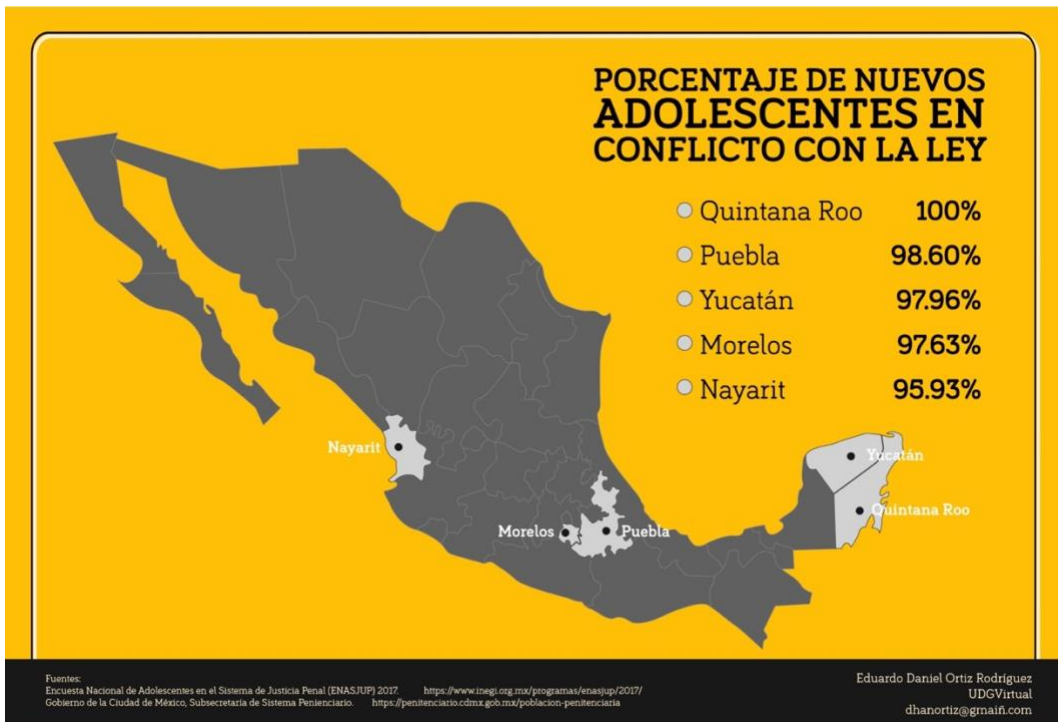 PORCENTAJE DE NUEVOS
ADOLESCENTES EN
CONFLICTO CON LA LEY
Quintana Roo 100%
Puebla 98.60%
Yucatán 97.96%
Morelos 97.63%
Nayarit 95.93%
Nayarit
Yucatán
Quintana Roo
Morelos
Puebla
Fuentes:
Encuesta Nacional de Adolescentes en el Sistema de Justicia Penal (ENASJUP) 2017. https://www.inegi.org.mx/programas/enasjup/2017/
Gobierno de la Ciudad de México, Subsecretaría de Sistema Penienciario. https://penitenciario.cdmx.gob.mx/poblacion-penitenciaria
Eduardo Daniel Ortiz Rodríguez
UDGVirtual
dhanortiz@gmaiñ.com